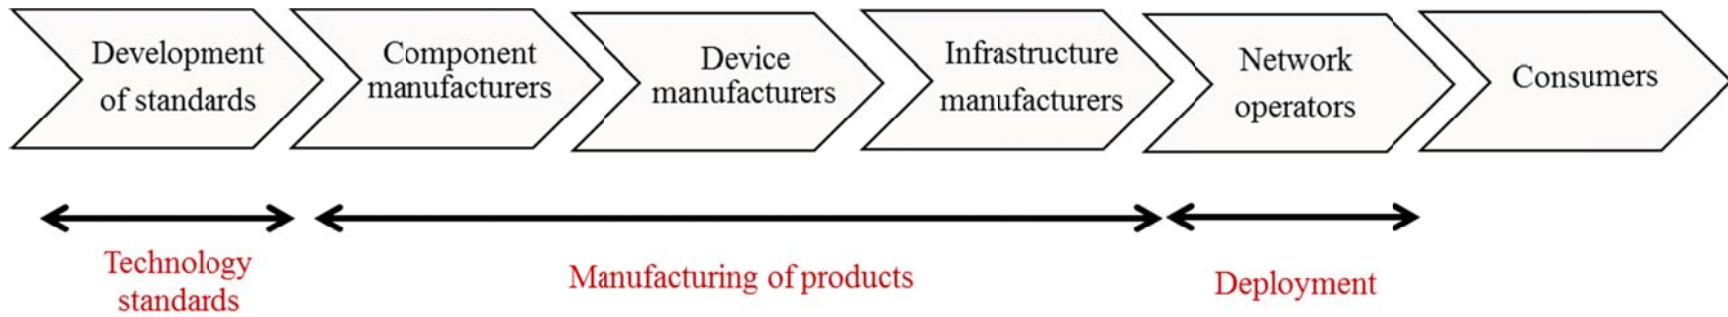 Development
of standards
Component
manufacturers
Device
manufacturers
Infrastructure
manufacturers
Network
operators
Consumers
Technology
standards
Manufacturing of products
Deployment